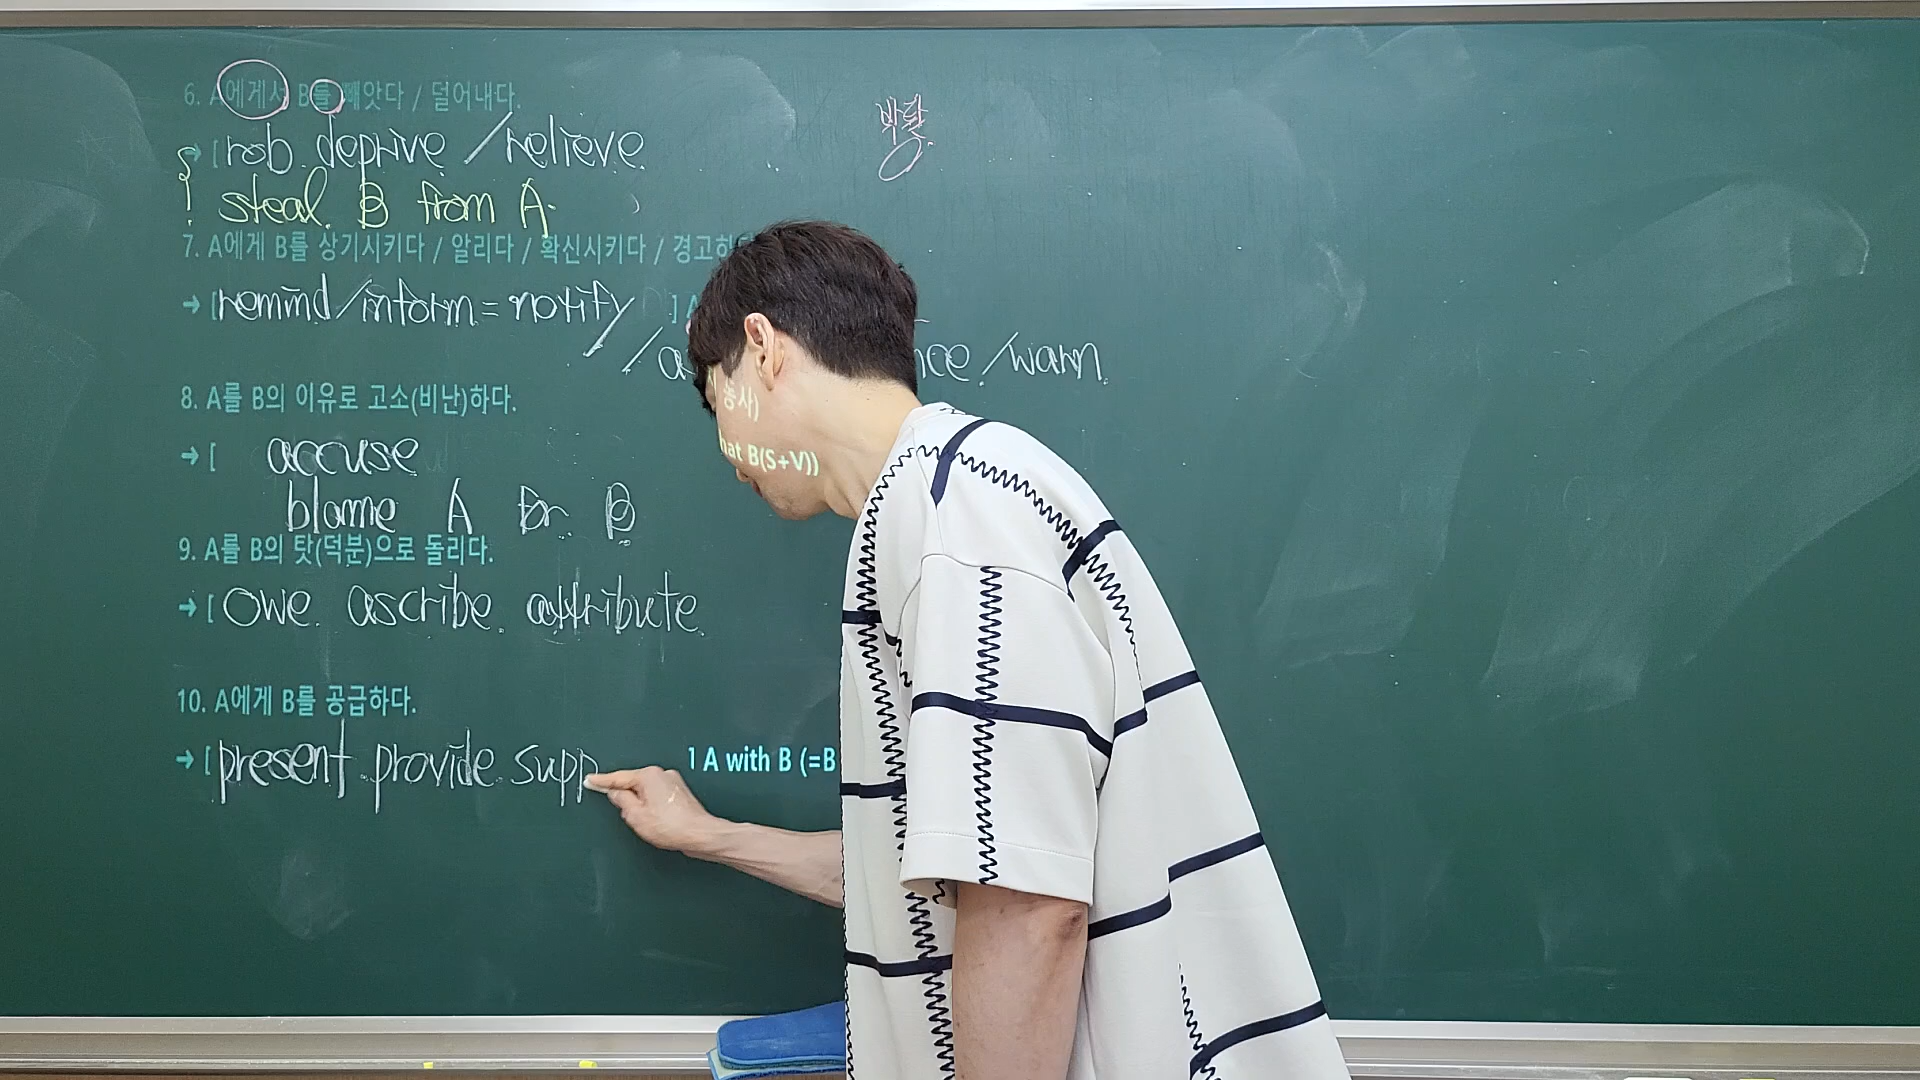 6. A에게서 B를 빼앗다 / 덜어내다.
박탈
→ [rob. deprive / relieve
steal B from A.
7. A에게 B를 상기시키다 / 알리다 / 확신시키다 / 경고하
→ [remind/inform = notify ] A
/ warn.
동사)
hat B(S+V))
8. A를 B의 이유로 고소(비난)하다.
→ [ accuse
blame A for B
9. A를 B의 탓(덕분)으로 돌리다.
→ [owe. ascribe. attribute.
10. A에게 B를 공급하다.
→ [present. provide. supp ] A with B (=B